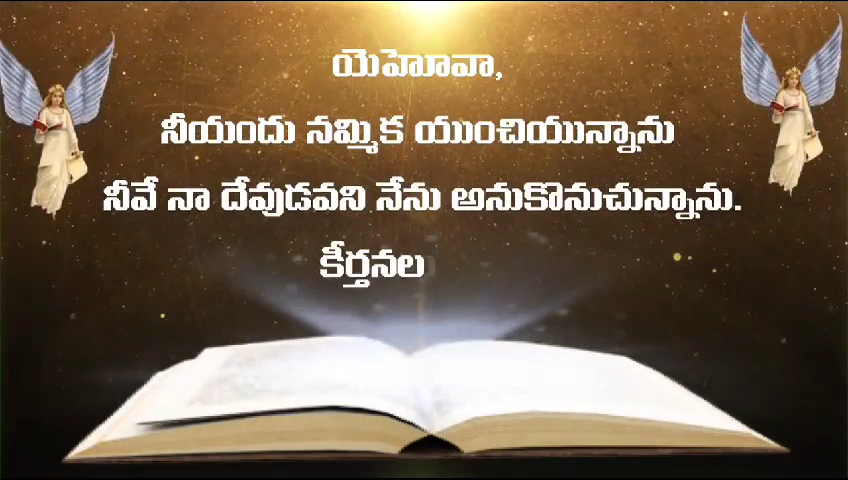 యెహోవా,
నీయందు నమ్మిక యుంచియున్నాను
నీవే నా దేవుడవని నేను అనుకొనుచున్నాను.
కీర్తనల